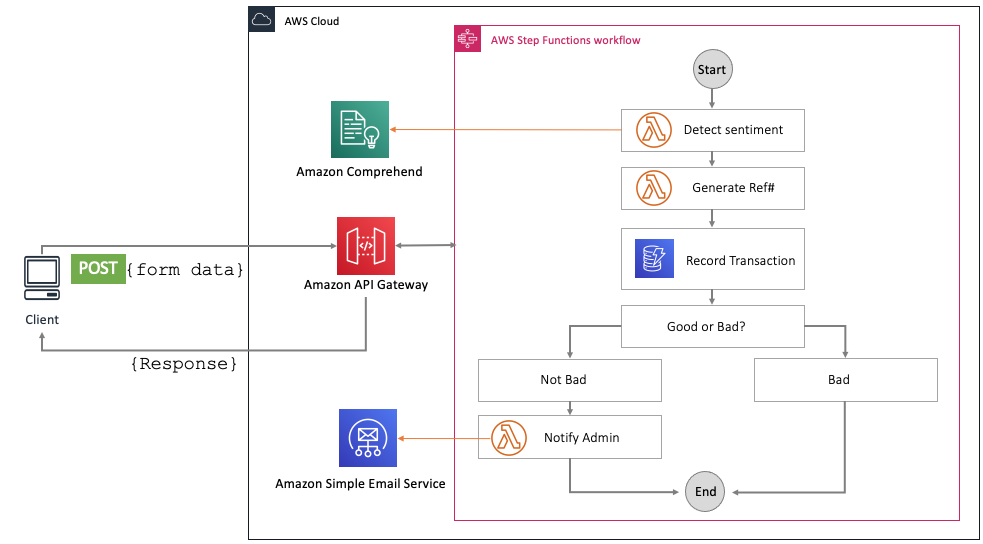 AWS Cloud
AWS Step Functions workflow
Start
Detect sentiment
Amazon Comprehend
Generate Ref#
POST
{form data}
Amazon API Gateway
Record Transaction
Client
{Response}
Good or Bad?
Not Bad
Bad
Notify Admin
Amazon Simple Email Service
End